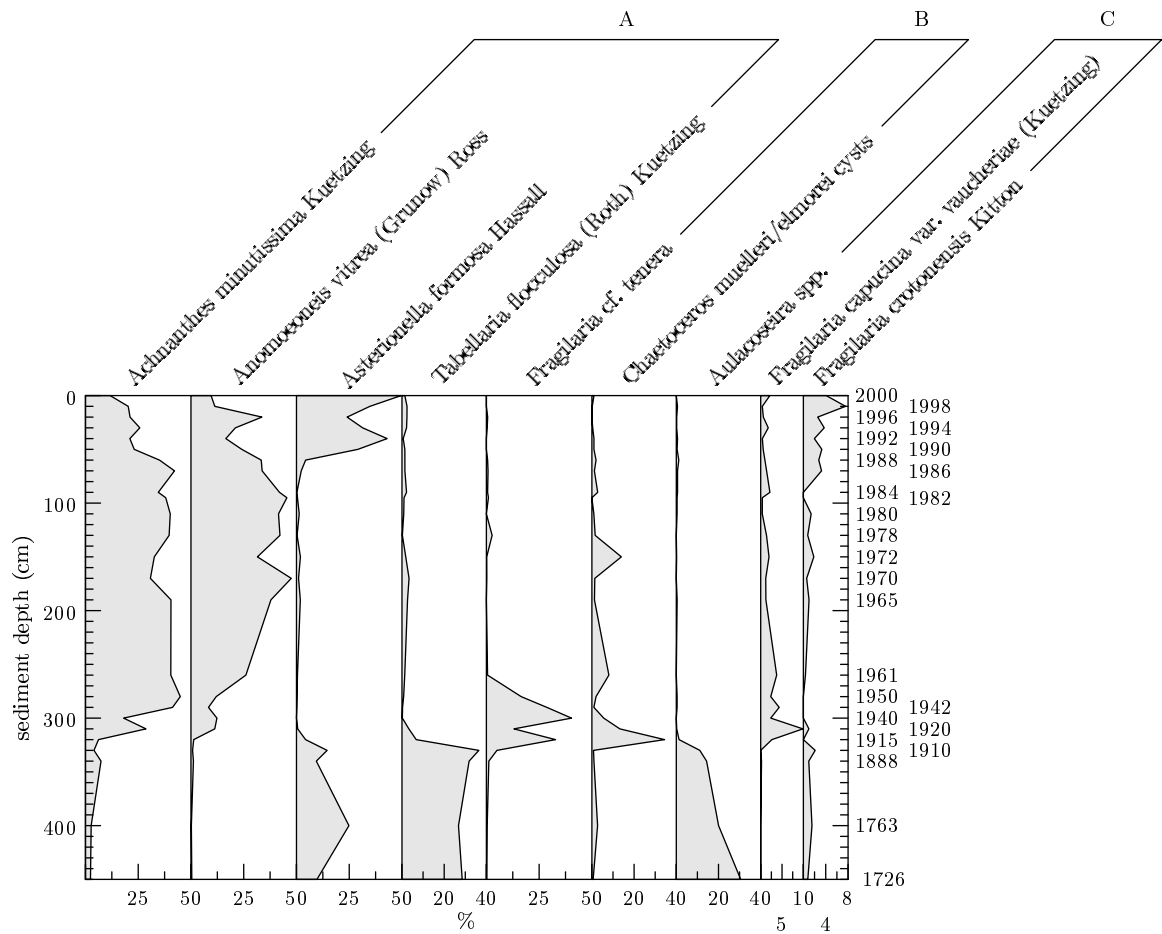 A B C
Achnanthes minutissima Kuetzing
Anomoeoneis vitrea (Grunow) Ross
Asterionella formosa Hassall
Tabellaria flocculosa (Roth) Kuetzing
Fragilaria cf. tenera
Chaetoceros muelleri/elmorei cysts
Aulacoseira spp.
Fragilaria capucina var. vaucheriae (Kuetzing)
Fragilaria crotonensis Kitton
sediment depth (cm)
0
100
200
300
400
2000
1998
1996
1994
1992
1990
1988
1986
1984
1982
1980
1978
1972
1970
1965
1961
1950
1942
1940
1920
1915
1910
1888
1763
1726
25 50 25 50 25 50 20 40 25 50 20 40 20 40 10 8
5 4
%